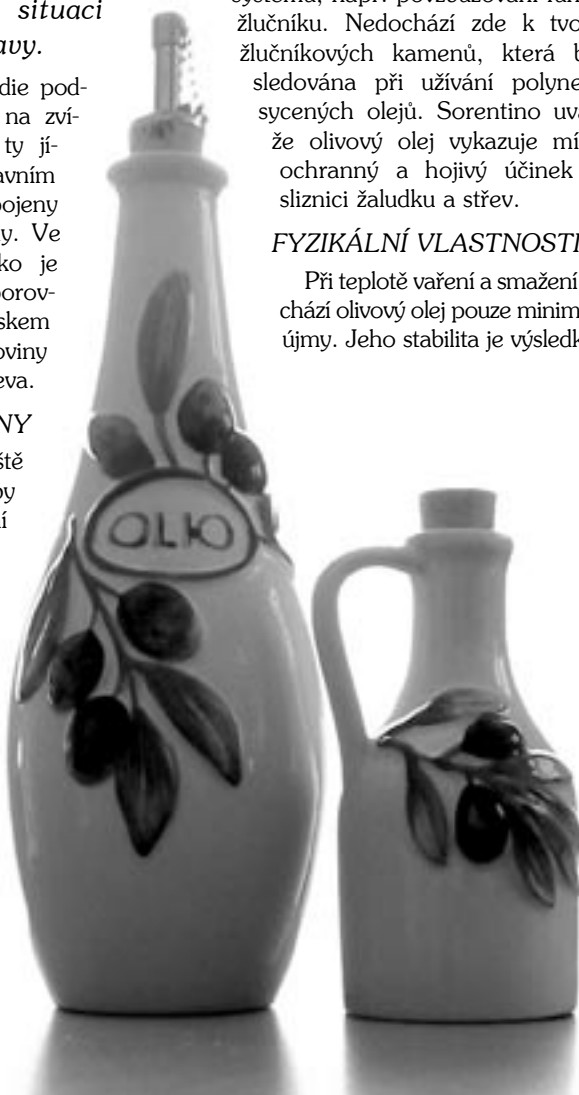 situaci
avy.
die pod-
na zví-
ty jí-
avním
pojeny
y. Ve
ko je
porov-
skem
oviny
eva.
NY
ště
by
ní
žlučníku. Nedochází zde k tvo
žlučníkových kamenů, která b
sledována při užívání polyne
sycených olejů. Sorentino uva
že olivový olej vykazuje mí
ochranný a hojivý účinek
sliznici žaludku a střev.
FYZIKÁLNÍ VLASTNOSTI
Při teplotě vaření a smažení
chází olivový olej pouze minim
újmy. Jeho stabilita je výsledk
OLIO